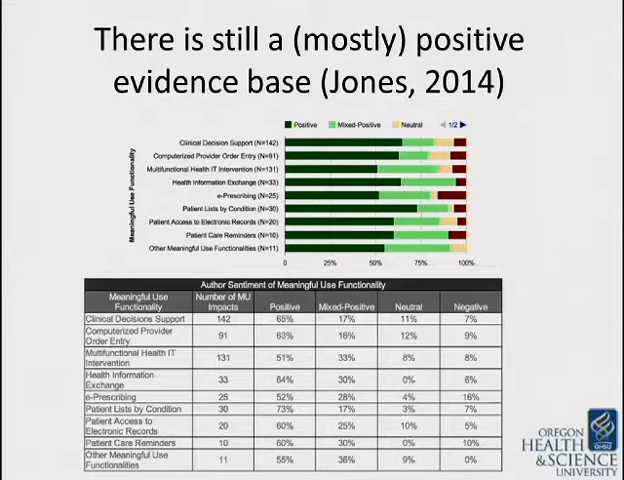 There is still a (mostly) positive
evidence base (Jones, 2014)
Positive Mixed-Positive Neutral 1/2
Meaningful Use Functionality
Clinical Decision Support (N=142)
Computerized Provider Order Entry (N=91)
Multifunctional Health IT Intervention (N=131)
Health Information Exchange (N=33)
e-Prescribing (N=25)
Patient Lists by Condition (N=30)
Patient Access to Electronic Records (N=20)
Patient Care Reminders (N=10)
Other Meaningful Use Functionalities (N=11)
0 25% 50% 75% 100%
Author Sentiment of Meaningful Use Functionality
Meaningful Use
Functionality
Number of MU
Impacts
Positive Mixed-Positive Neutral Negative
Clinical Decisions Support 142 65% 17% 11% 7%
Computerized Provider
Order Entry
91 63% 16% 12% 9%
Multifunctional Health IT
Intervention
131 51% 33% 8% 8%
Health Information
Exchange
33 64% 30% 0% 6%
e-Prescribing 25 52% 28% 4% 16%
Patient Lists by Condition 30 73% 17% 3% 7%
Patient Access to
Electronic Records
20 60% 25% 10% 5%
Patient Care Reminders 10 60% 30% 0% 10%
Other Meaningful Use
Functionalities
11 55% 36% 9% 0%
OREGON
HEALTH
&SCIENCE
UNIVERSITY
OHSU